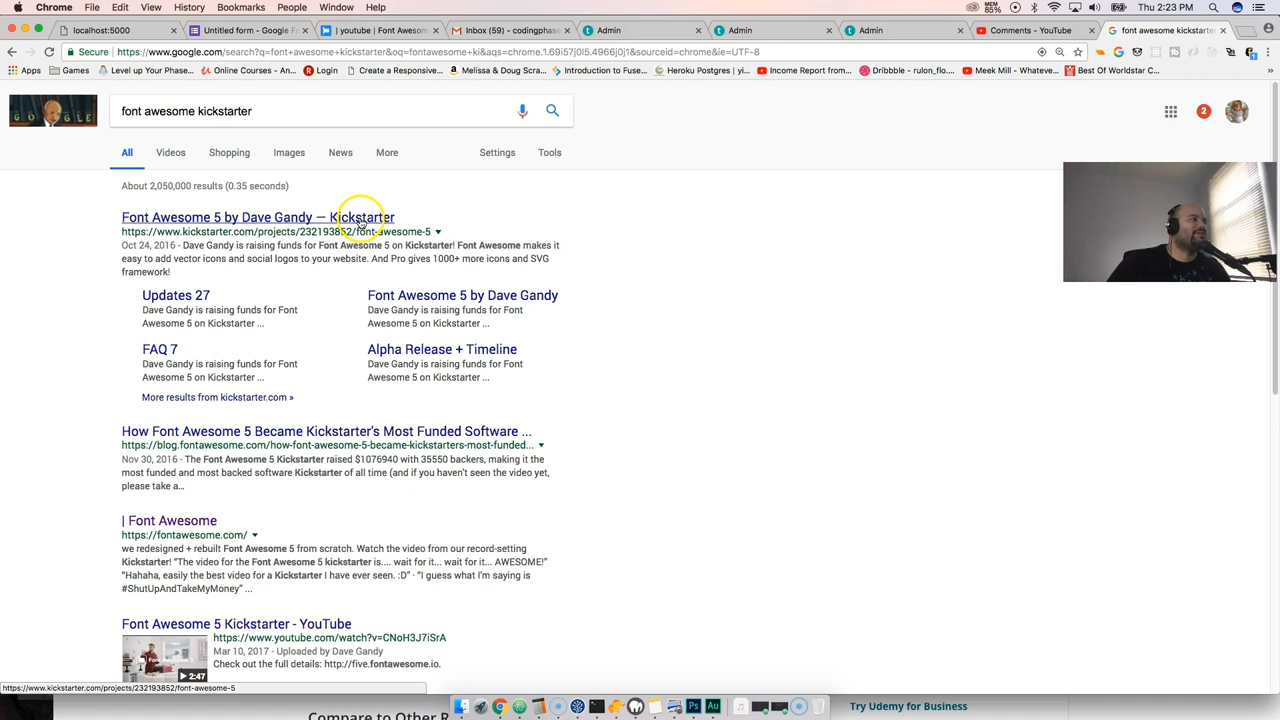 Chrome File Edit View History Bookmarks People Window Help
MEM 85% Thu 2:23 PM
localhost:5000
Untitled form - Google F
| youtube | Font Awesom
Inbox (59) - codingphase
Admin
Admin
Admin
Comments - YouTube
font awesome kickstarte
Secure https://www.google.com/search?q=font+awesome+kickstarter&oq=fontawesome+ki&aqs=chrome.1.69i57j0l5.4966j0j1&sourceid=chrome&ie=UTF-8
Apps
Games
Level up Your Phase
Online Courses - An
Login
Create a Responsive
Melissa & Doug Scra
Introduction to Fuse
Heroku Postgres | yi
Income Report from
Dribbble - rulon_flo
Meek Mill - Whateve
Best Of Worldstar C
GOOGLE
font awesome kickstarter
2
All Videos Shopping Images News More Settings Tools
About 2,050,000 results (0.35 seconds)
Font Awesome 5 by Dave Gandy — Kickstarter
https://www.kickstarter.com/projects/232193852/font-awesome-5
Oct 24, 2016 - Dave Gandy is raising funds for Font Awesome 5 on Kickstarter! Font Awesome makes it
easy to add vector icons and social logos to your website. And Pro gives 1000+ more icons and SVG
framework!
Updates 27
Dave Gandy is raising funds for Font
Awesome 5 on Kickstarter ...
Font Awesome 5 by Dave Gandy
Dave Gandy is raising funds for Font
Awesome 5 on Kickstarter ...
FAQ 7
Dave Gandy is raising funds for Font
Awesome 5 on Kickstarter ...
Alpha Release + Timeline
Dave Gandy is raising funds for Font
Awesome 5 on Kickstarter ...
More results from kickstarter.com »
How Font Awesome 5 Became Kickstarter's Most Funded Software ...
https://blog.fontawesome.com/how-font-awesome-5-became-kickstarters-most-funded...
Nov 30, 2016 - The Font Awesome 5 Kickstarter raised $1076940 with 35550 backers, making it the
most funded and most backed software Kickstarter of all time (and if you haven't seen the video yet,
please take a...
| Font Awesome
https://fontawesome.com/
we redesigned + rebuilt Font Awesome 5 from scratch. Watch the video from our record-setting
Kickstarter! "The video for the Font Awesome 5 kickstarter is.... wait for it... wait for it... AWESOME!"
"Hahaha, easily the best video for a Kickstarter I have ever seen. :D" · "I guess what I'm saying is
#ShutUpAndTakeMyMoney" ...
Font Awesome 5 Kickstarter - YouTube
https://www.youtube.com/watch?v=CNoH3J7iSrA
Mar 10, 2017 - Uploaded by Dave Gandy
Check out the full details: http://five.fontawesome.io.
2:47
https://www.kickstarter.com/projects/232193852/font-awesome-5
Compare to Other R
Try Udemy for Business